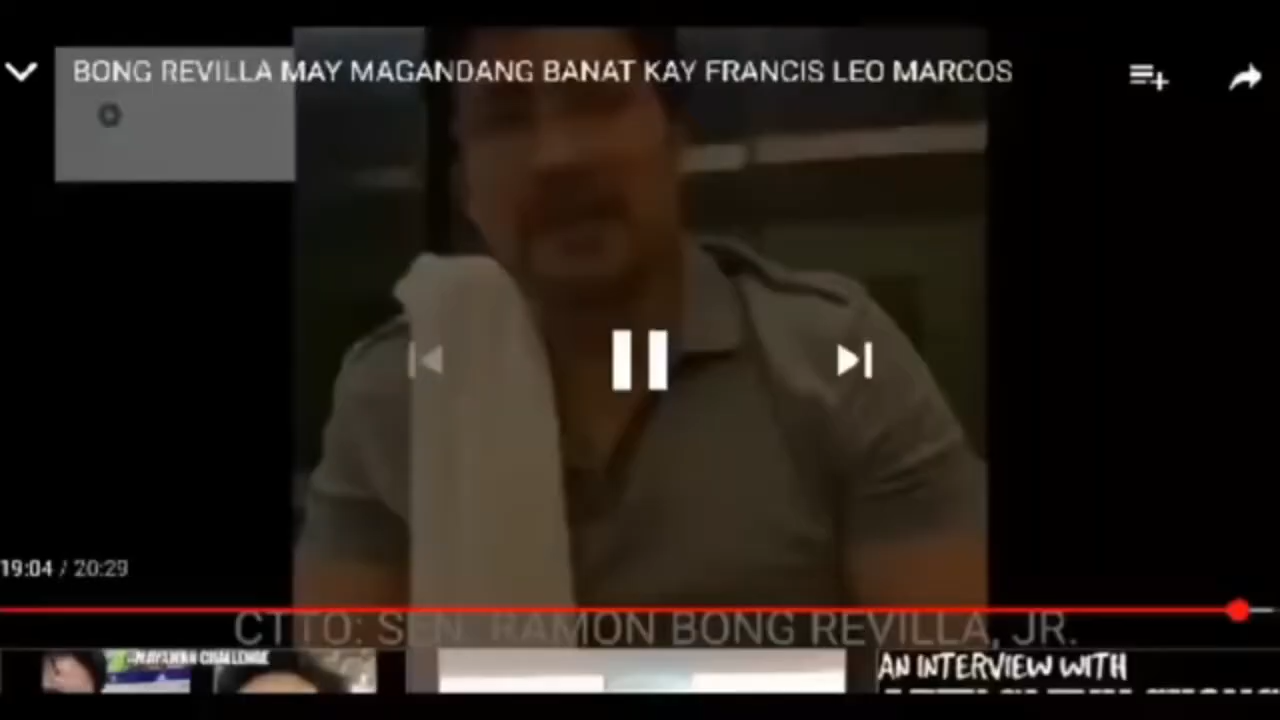 BONG REVILLA MAY MAGANDANG BANAT KAY FRANCIS LEO MARCOS
19:04 / 20:29
CTTO: SEN. RAMON BONG REVILLA, JR.
CHALLENGE
AN INTERVIEW WITH